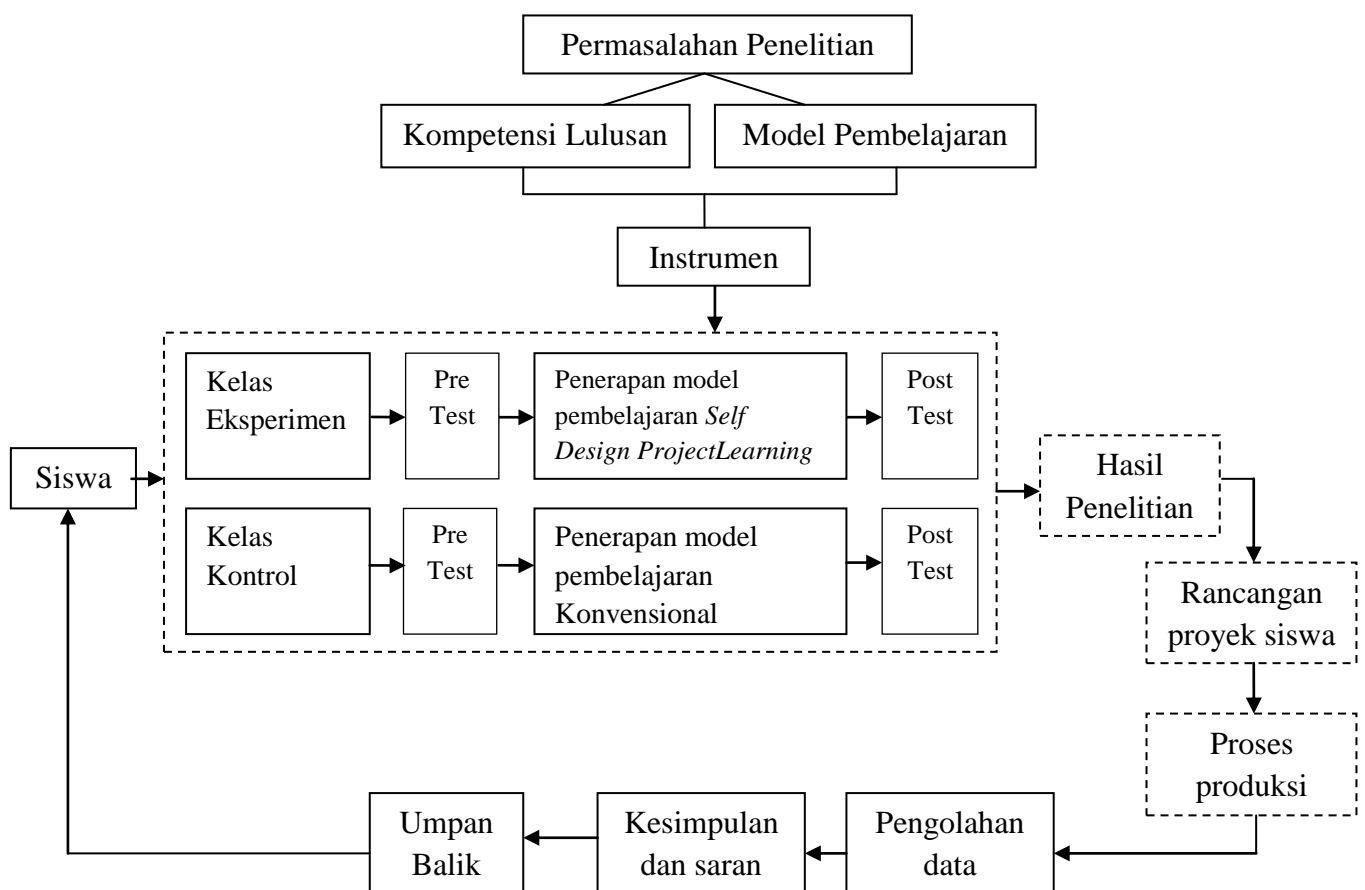 Permasalahan Penelitian
Kompetensi Lulusan
Model Pembelajaran
Instrumen
Kelas
Eksperimen
Pre
Test
Penerapan model
pembelajaran Self
Design ProjectLearning
Post
Test
Siswa
Kelas
Kontrol
Pre
Test
Penerapan model
pembelajaran
Konvensional
Post
Test
Hasil
Penelitian
Rancangan
proyek siswa
Proses
produksi
Pengolahan
data
Kesimpulan
dan saran
Umpan
Balik